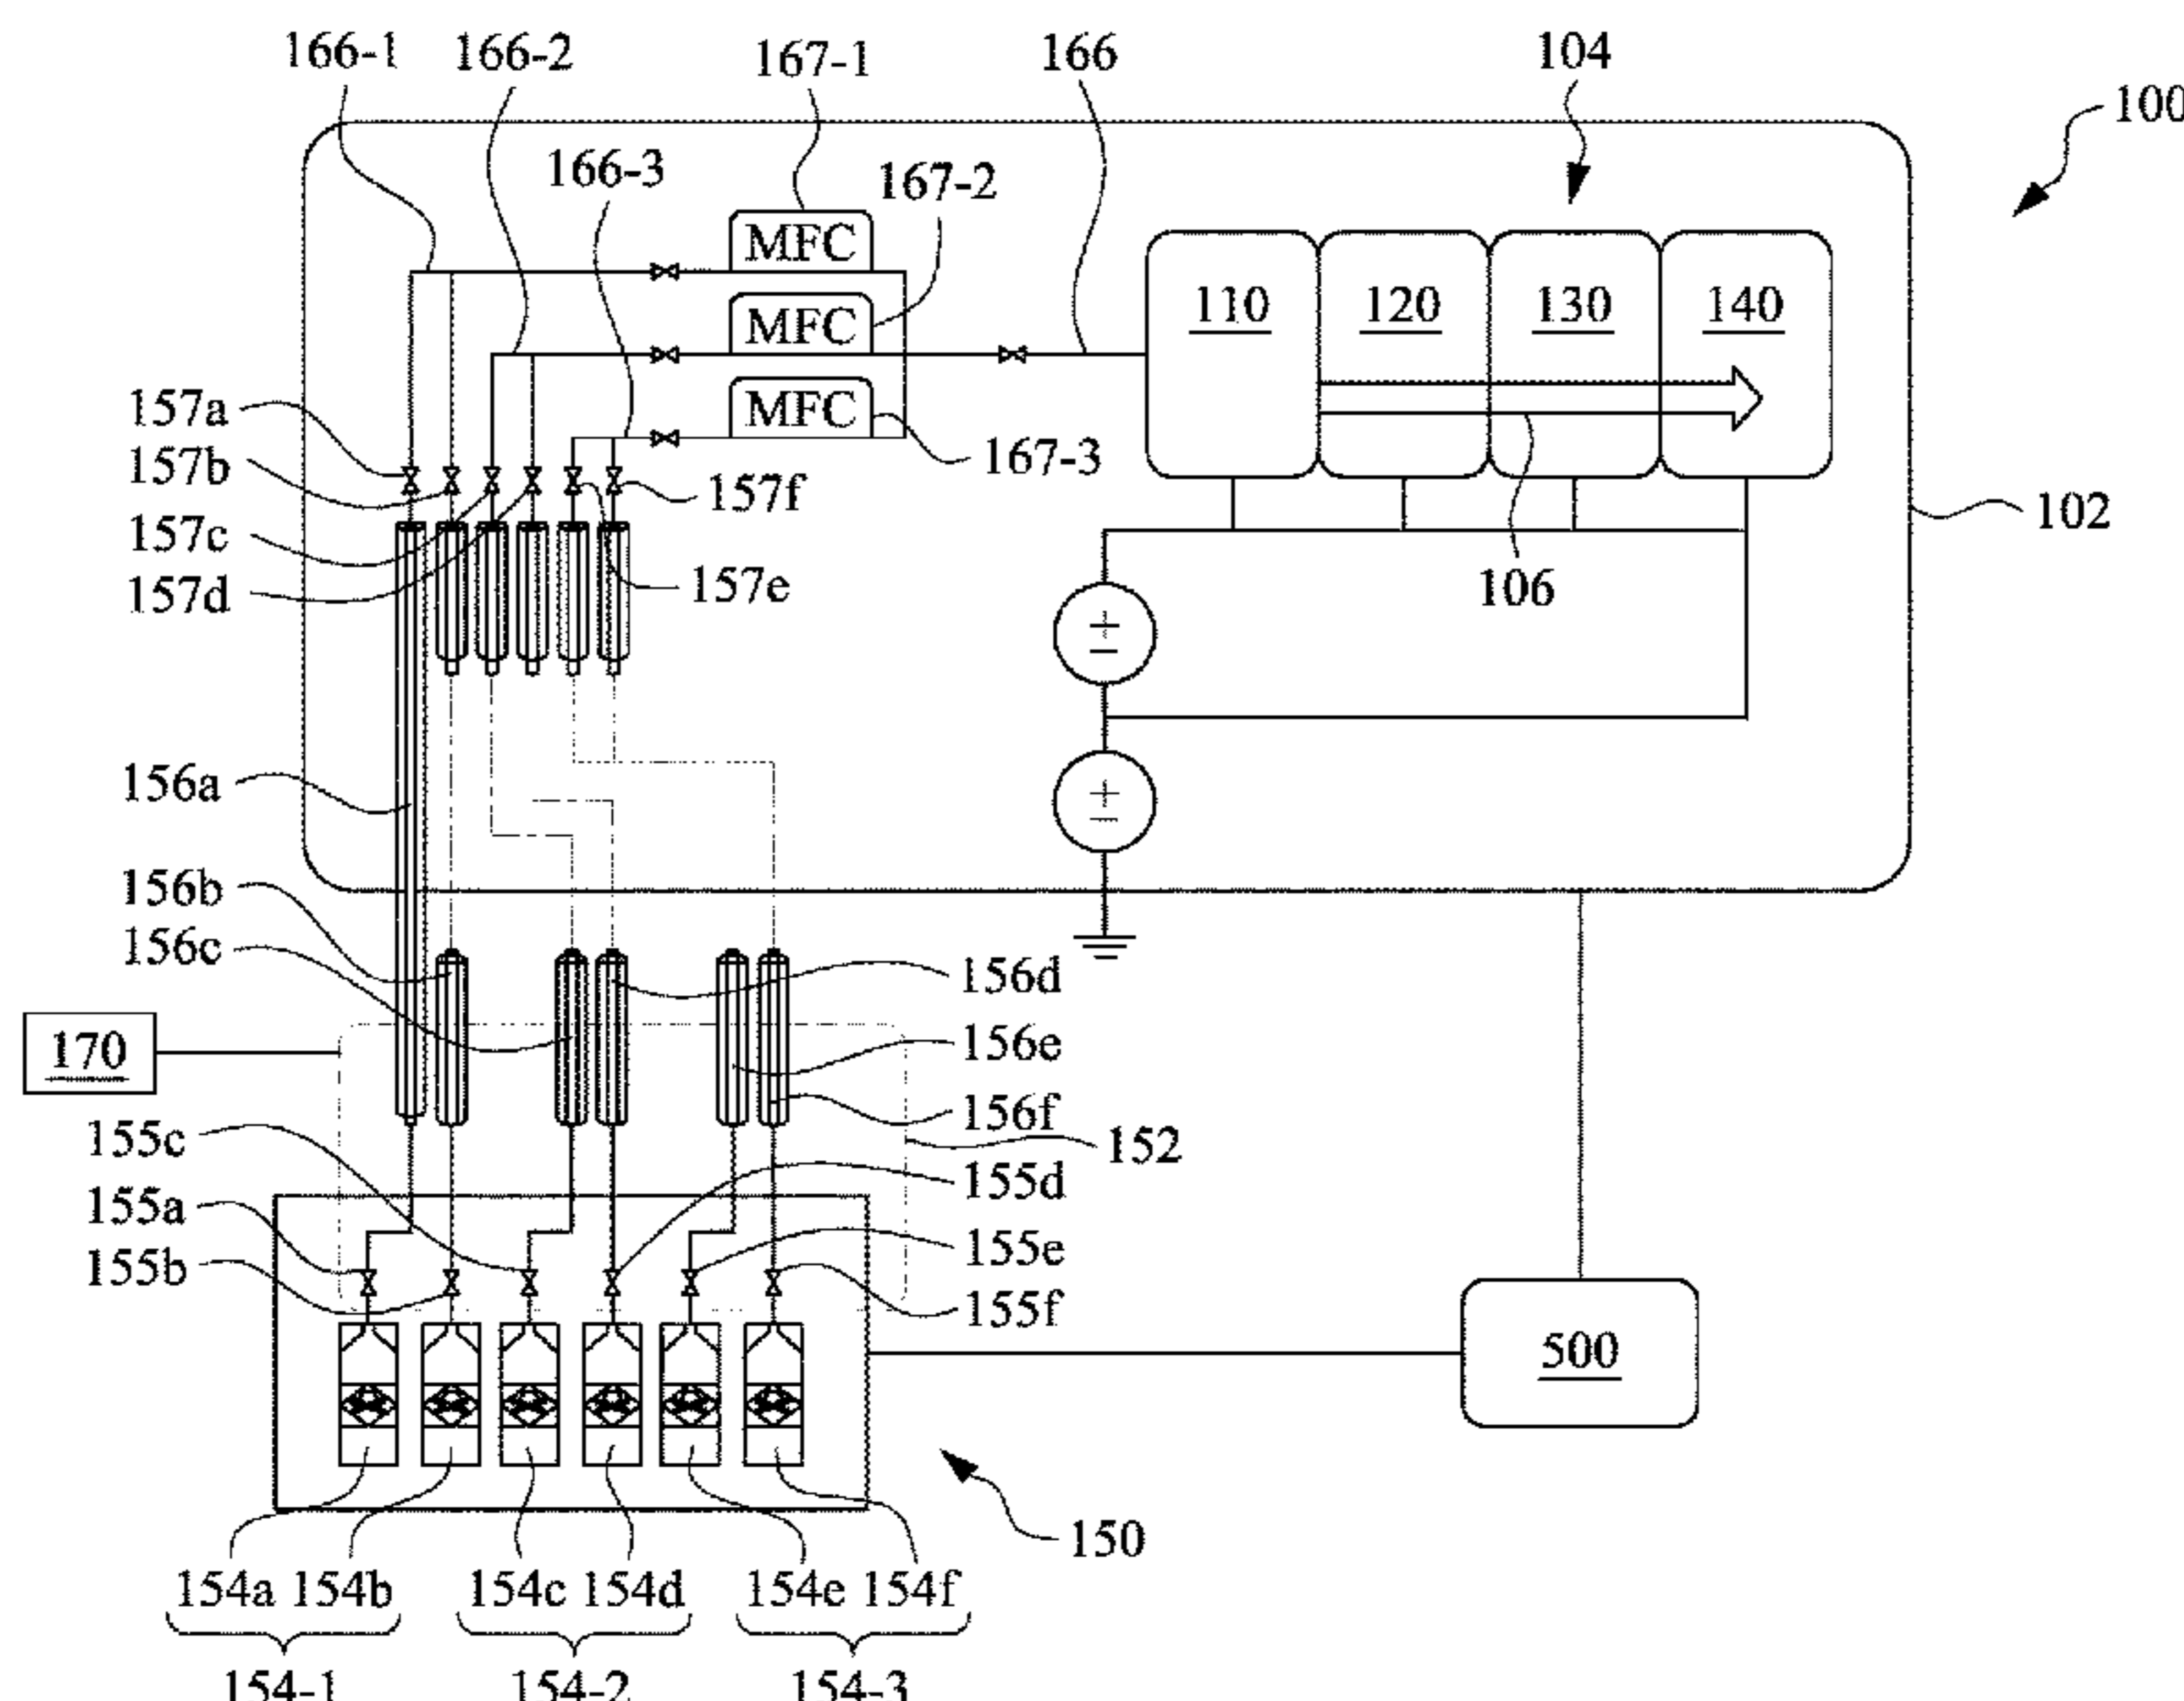 166-1 166-2 167-1 166 104
100
166-3 167-2
MFC
MFC
110 120 130 140
MFC
157a
157b 167-3
157f
157c 102
157d 157e 106
+
−
156a
+
−
156b
156c 156d
170 156e
156f
155c 152
155a 155d
155b 155e
155f
500
150
154a 154b 154c 154d 154e 154f
154-1 154-2 154-3